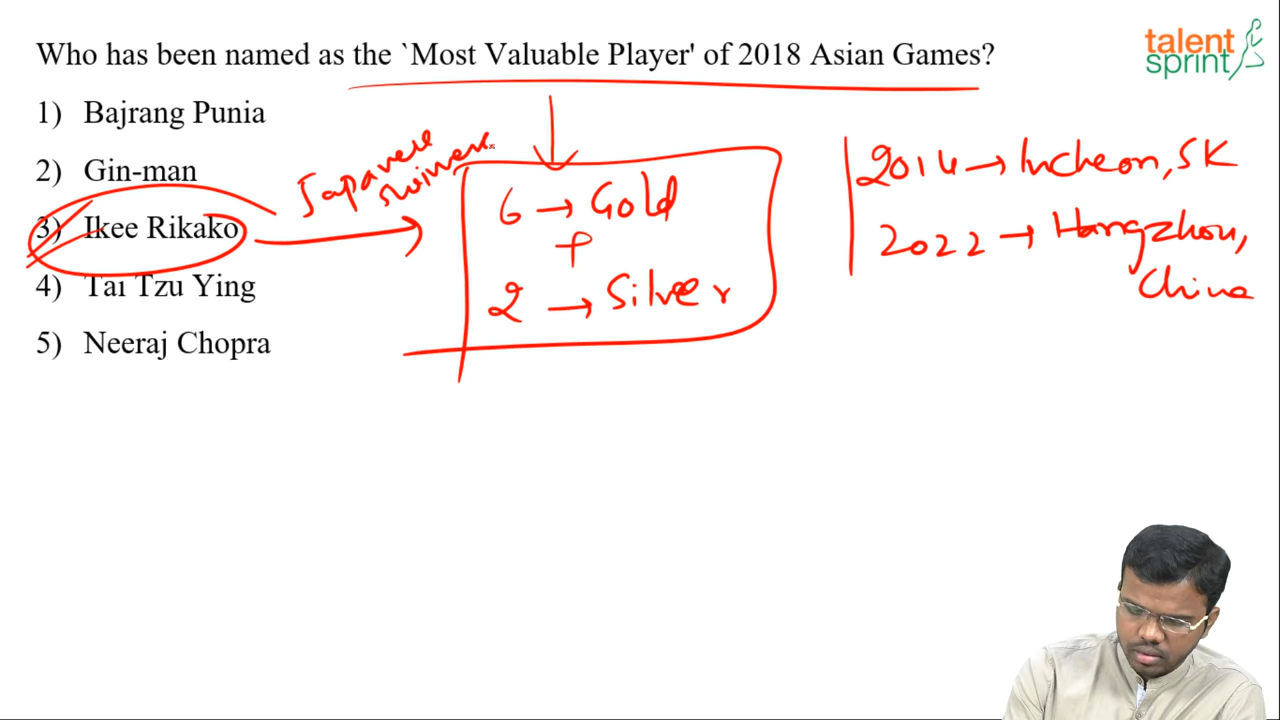 Who has been named as the `Most Valuable Player' of 2018 Asian Games?
talent
sprint
1) Bajrang Punia
2) Gin-man
3) Ikee Rikako
4) Tai Tzu Ying
5) Neeraj Chopra
Japanese
6 → Gold
+
2 → Silver
2014 → Incheon, SK
2022 → Hangzhou,
China